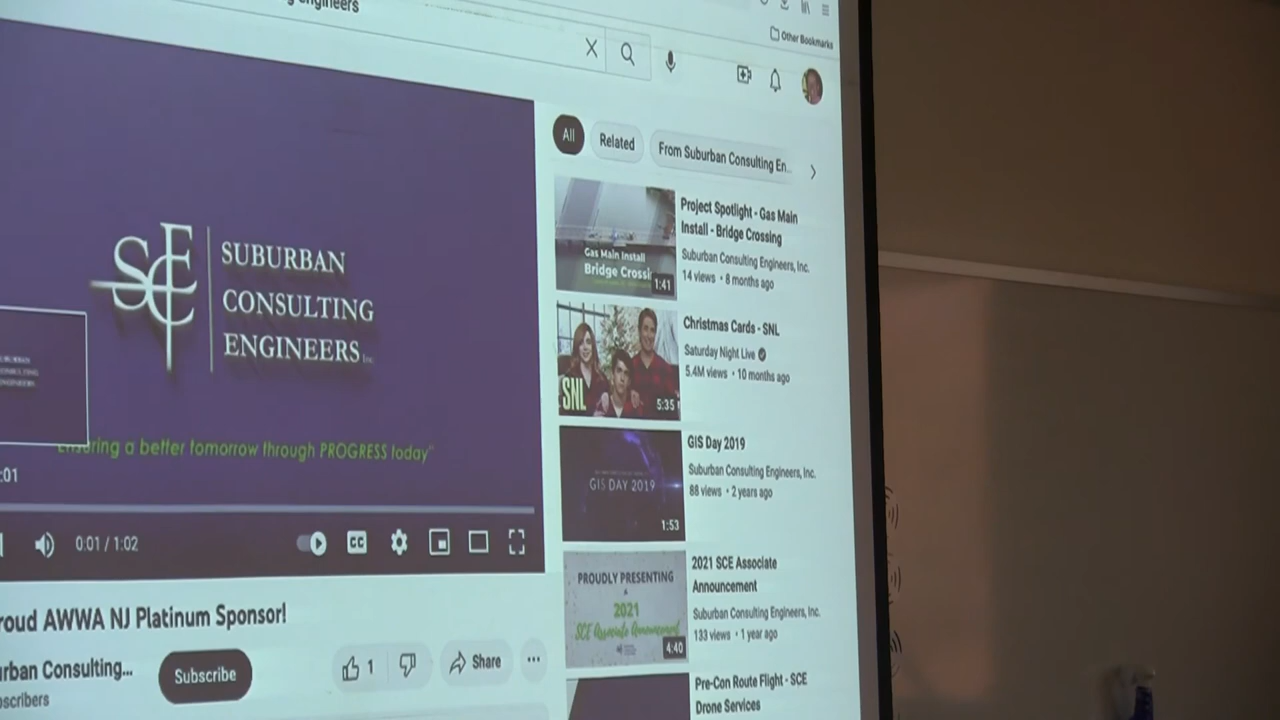 engineers
Other Bookmarks
All
Related
From Suburban Consulting En...
SCE
SUBURBAN
CONSULTING
ENGINEERS Inc.
ring a better tomorrow through PROGRESS today"
:01
0:01 / 1:02
CC
roud AWWA NJ Platinum Sponsor!
rban Consulting...
scribers
Subscribe
1
Share
Gas Main Install
Bridge Crossi
1:41
Project Spotlight - Gas Main
Install - Bridge Crossing
Suburban Consulting Engineers, Inc.
14 views • 8 months ago
SNL
5:35
Christmas Cards - SNL
Saturday Night Live
5.4M views • 10 months ago
GIS DAY 2019
1:53
GIS Day 2019
Suburban Consulting Engineers, Inc.
88 views • 2 years ago
PROUDLY PRESENTING
2021
SCE Associate Announcement
4:40
2021 SCE Associate
Announcement
Suburban Consulting Engineers, Inc.
133 views • 1 year ago
Pre-Con Route Flight - SCE
Drone Services